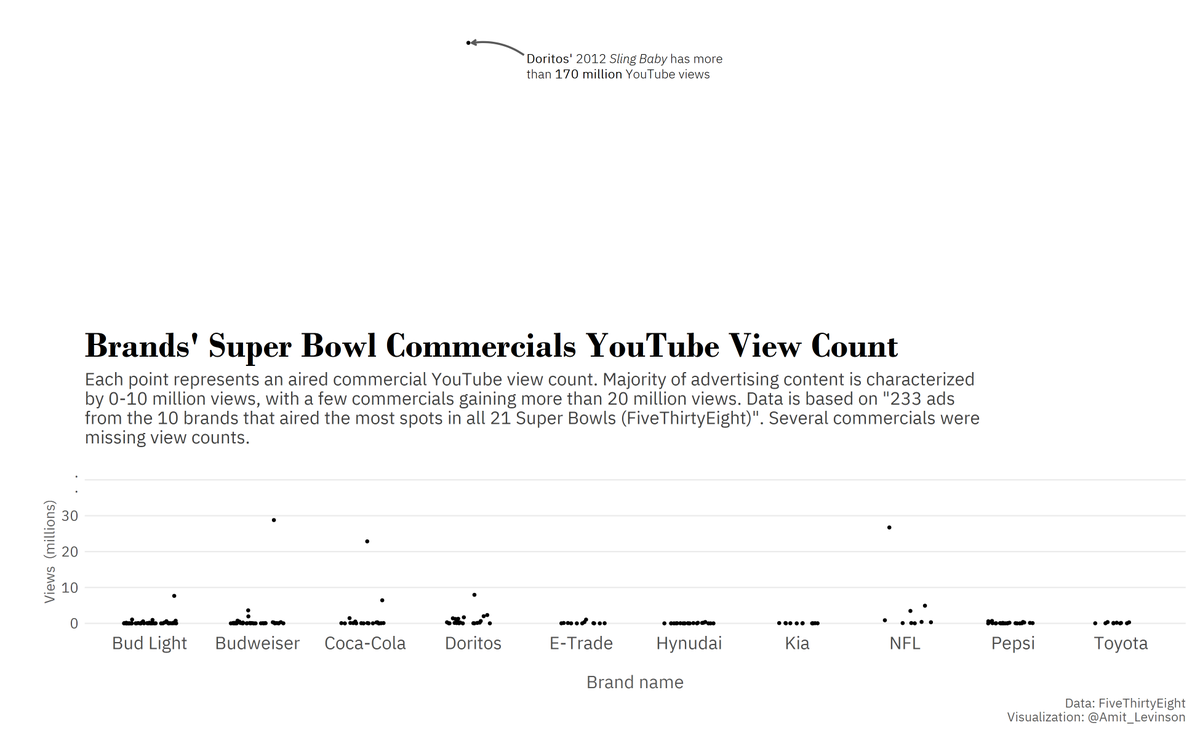 Doritos' 2012 Sling Baby has more
than 170 million YouTube views
Brands' Super Bowl Commercials YouTube View Count
Each point represents an aired commercial YouTube view count. Majority of advertising content is characterized
by 0-10 million views, with a few commercials gaining more than 20 million views. Data is based on "233 ads
from the 10 brands that aired the most spots in all 21 Super Bowls (FiveThirtyEight)". Several commercials were
missing view counts.
.
.
Views (millions)
30
20
10
0
Bud Light Budweiser Coca-Cola Doritos E-Trade Hynudai Kia NFL Pepsi Toyota
Brand name
Data: FiveThirtyEight
Visualization: @Amit_Levinson